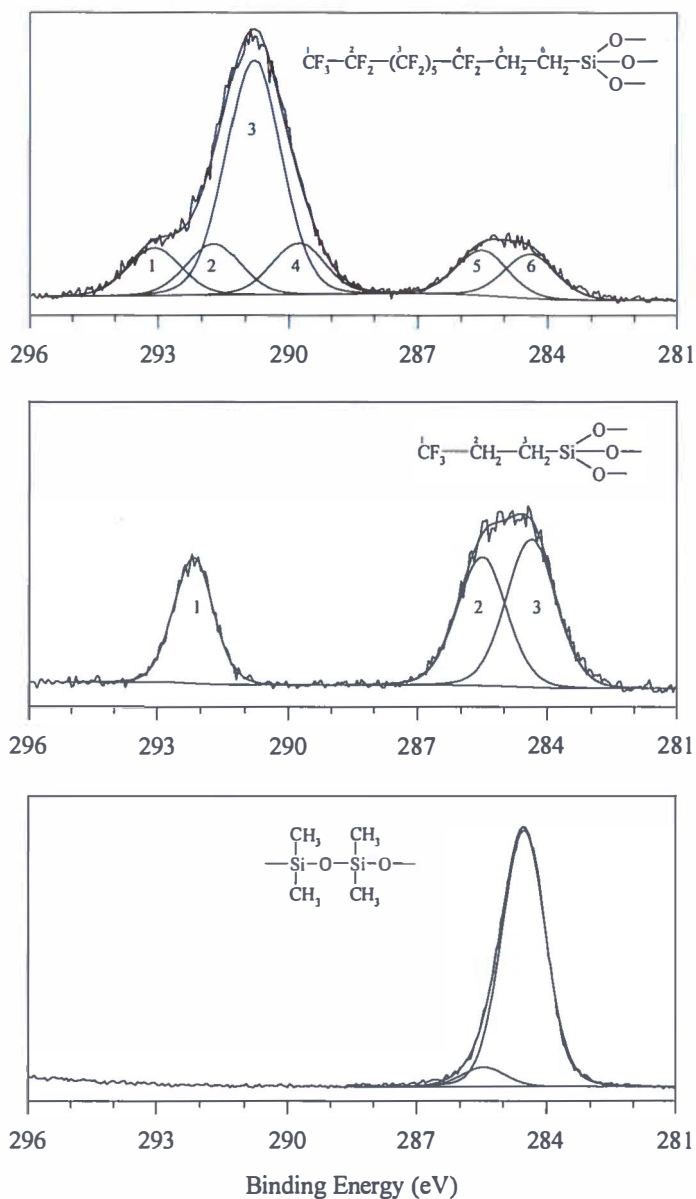 1 2 3 4 5 6
CF3—CF2—(CF2)5—CF2—CH2—CH2—Si
O—
O—
O—
3
1
2
4
5
6
296 293 290 287 284 281
1 2 3
CF3—CH2—CH2—Si
O—
O—
O—
1
2
3
296 293 290 287 284 281
CH3 CH3
—Si—O—Si—O—
CH3 CH3
296 293 290 287 284 281
Binding Energy (eV)